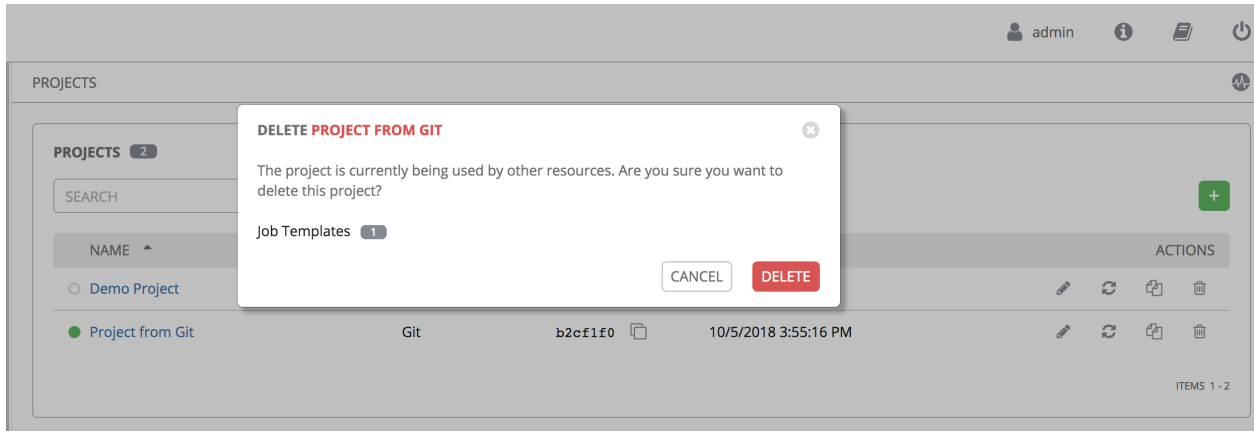 admin
PROJECTS
DELETE PROJECT FROM GIT
The project is currently being used by other resources. Are you sure you want to
delete this project?
Job Templates 1
CANCEL DELETE
PROJECTS 2
SEARCH
+
NAME ACTIONS
Demo Project
Project from Git Git b2cf1f0 10/5/2018 3:55:16 PM
ITEMS 1 - 2